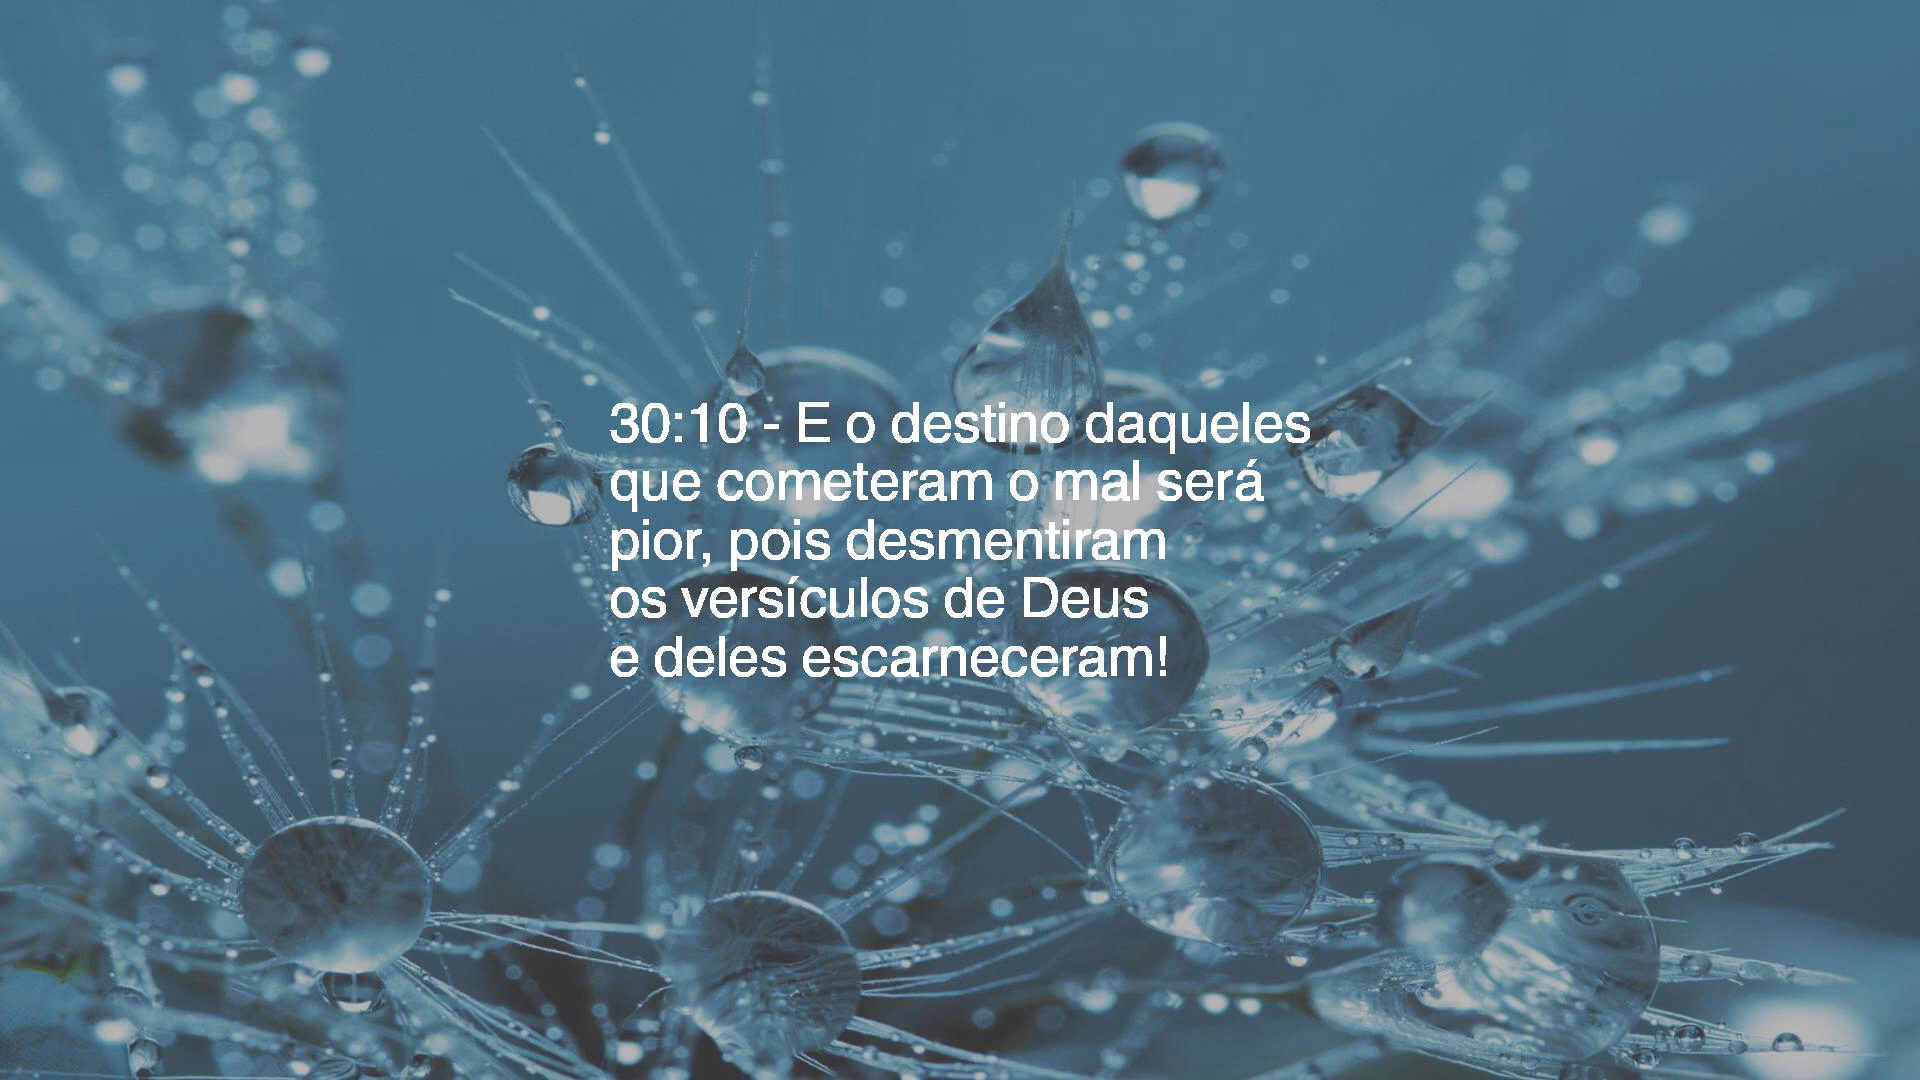 30:10 - E o destino daqueles
que cometeram o mal será
pior, pois desmentiram
os versículos de Deus
e deles escarneceram!